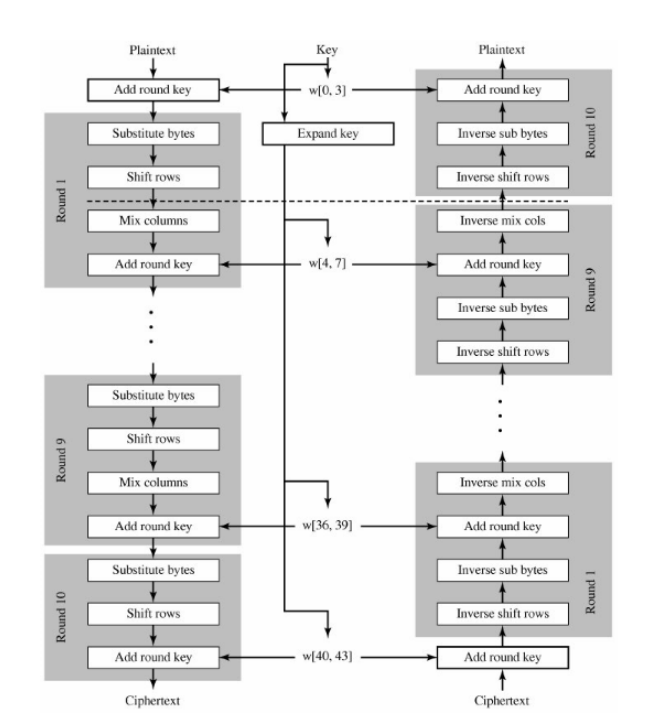 Plaintext
Add round key
Round 1
Substitute bytes
Shift rows
Mix columns
Add round key
Round 9
Substitute bytes
Shift rows
Mix columns
Add round key
Round 10
Substitute bytes
Shift rows
Add round key
Ciphertext
Key
w[0, 3]
Expand key
w[4, 7]
w[36, 39]
w[40, 43]
Plaintext
Add round key
Inverse sub bytes
Inverse shift rows
Round 10
Inverse mix cols
Add round key
Inverse sub bytes
Inverse shift rows
Round 9
Inverse mix cols
Add round key
Inverse sub bytes
Inverse shift rows
Round 1
Add round key
Ciphertext